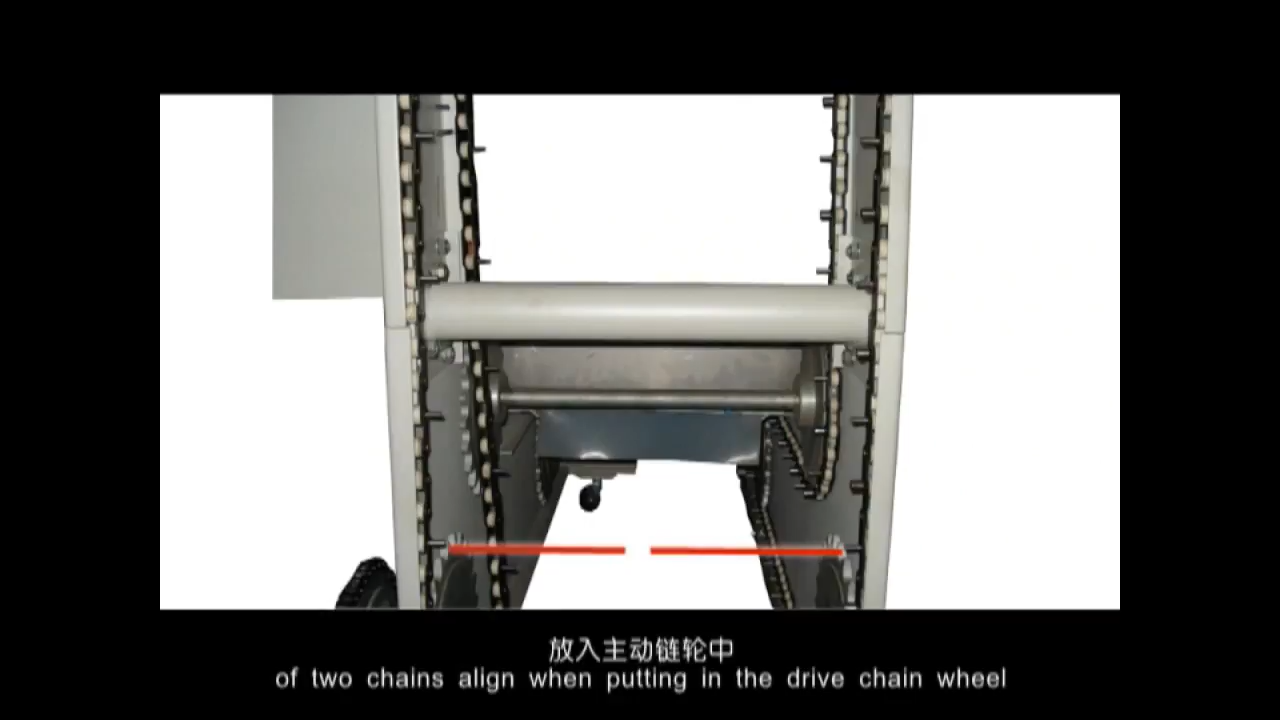 放入主动链轮中
of two chains align when putting in the drive chain wheel